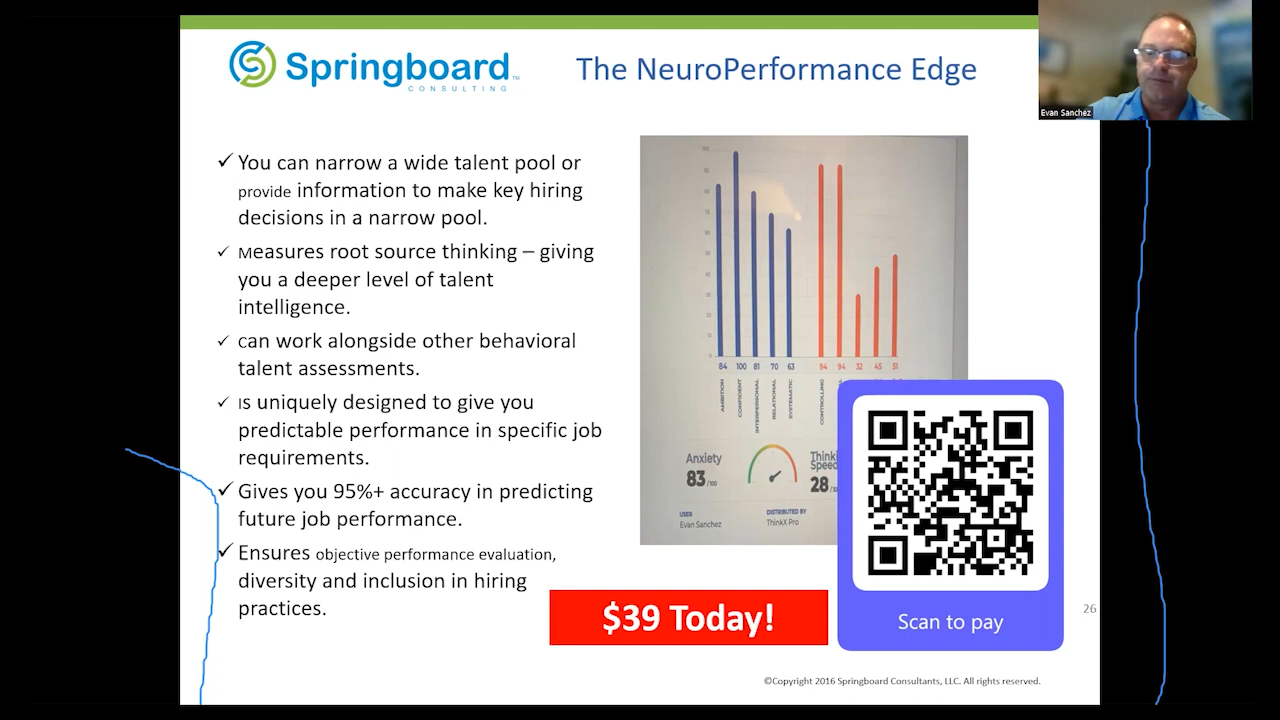 Springboard™
CONSULTING
The NeuroPerformance Edge
Evan Sanchez
✓ You can narrow a wide talent pool or
provide information to make key hiring
decisions in a narrow pool.
✓ Measures root source thinking – giving
you a deeper level of talent
intelligence.
✓ can work alongside other behavioral
talent assessments.
✓ Is uniquely designed to give you
predictable performance in specific job
requirements.
✓ Gives you 95%+ accuracy in predicting
future job performance.
✓ Ensures objective performance evaluation,
diversity and inclusion in hiring
practices.
84 100 81 70 63 94 94 32 45 51
AMBITION
CONFIDENT
INTERPERSONAL
RELATIONAL
SYSTEMATIC
CONTROLLING
Anxiety
83 /100
Speed
28
USER
Evan Sanchez
DISTRIBUTED BY
ThinkX Pro
$39 Today!
Scan to pay
26
©Copyright 2016 Springboard Consultants, LLC. All rights reserved.